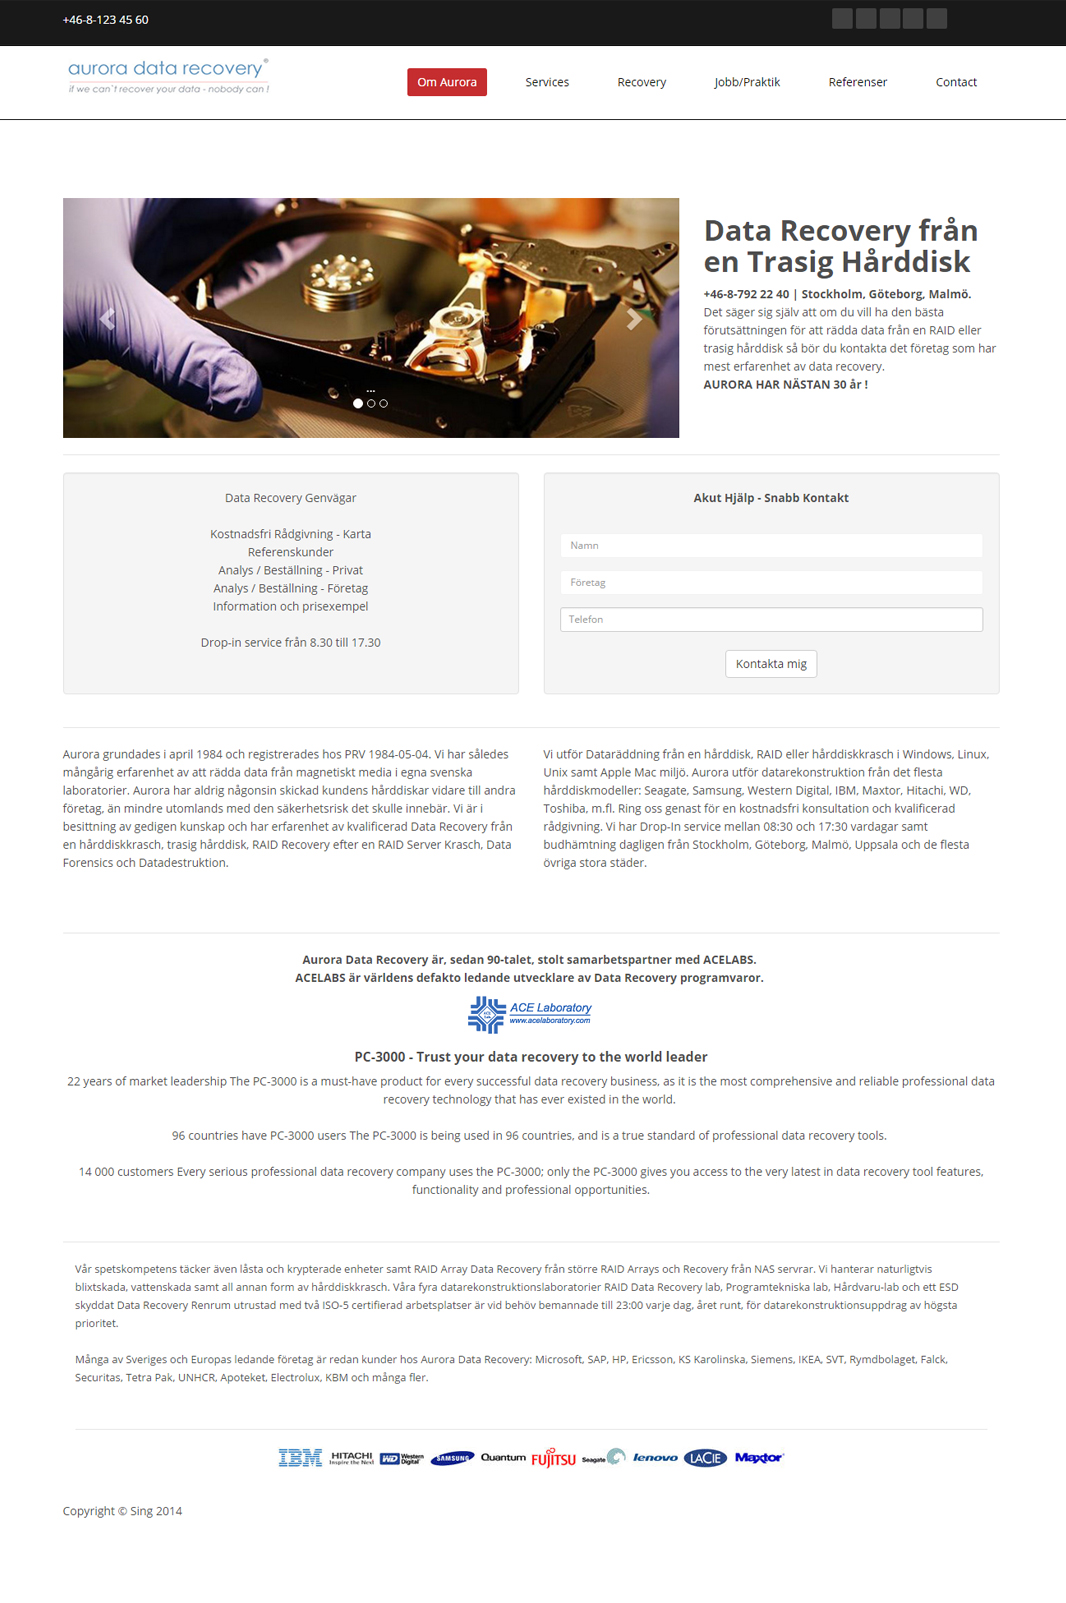 +46-8-123 45 60
aurora data recovery®
if we can`t recover your data - nobody can !
Om Aurora
Services
Recovery
Jobb/Praktik
Referenser
Contact
...
Data Recovery från
en Trasig Hårddisk
+46-8-792 22 40 | Stockholm, Göteborg, Malmö.
Det säger sig själv att om du vill ha den bästa
förutsättningen för att rädda data från en RAID eller
trasig hårddisk så bör du kontakta det företag som har
mest erfarenhet av data recovery.
AURORA HAR NÄSTAN 30 år !
Data Recovery Genvägar
Kostnadsfri Rådgivning - Karta
Referenskunder
Analys / Beställning - Privat
Analys / Beställning - Företag
Information och prisexempel
Drop-in service från 8.30 till 17.30
Akut Hjälp - Snabb Kontakt
Namn
Företag
Telefon
Kontakta mig
Aurora grundades i april 1984 och registrerades hos PRV 1984-05-04. Vi har således
mångårig erfarenhet av att rädda data från magnetiskt media i egna svenska
laboratorier. Aurora har aldrig någonsin skickad kundens hårddiskar vidare till andra
företag, än mindre utomlands med den säkerhetsrisk det skulle innebär. Vi är i
besittning av gedigen kunskap och har erfarenhet av kvalificerad Data Recovery från
en hårddiskkrasch, trasig hårddisk, RAID Recovery efter en RAID Server Krasch, Data
Forensics och Datadestruktion.
Vi utför Dataräddning från en hårddisk, RAID eller hårddiskkrasch i Windows, Linux,
Unix samt Apple Mac miljö. Aurora utför datarekonstruktion från det flesta
hårddiskmodeller: Seagate, Samsung, Western Digital, IBM, Maxtor, Hitachi, WD,
Toshiba, m.fl. Ring oss genast för en kostnadsfri konsultation och kvalificerad
rådgivning. Vi har Drop-In service mellan 08:30 och 17:30 vardagar samt
budhämtning dagligen från Stockholm, Göteborg, Malmö, Uppsala och de flesta
övriga stora städer.
Aurora Data Recovery är, sedan 90-talet, stolt samarbetspartner med ACELABS.
ACELABS är världens defakto ledande utvecklare av Data Recovery programvaror.
ACE Laboratory
www.acelaboratory.com
PC-3000 - Trust your data recovery to the world leader
22 years of market leadership The PC-3000 is a must-have product for every successful data recovery business, as it is the most comprehensive and reliable professional data
recovery technology that has ever existed in the world.
96 countries have PC-3000 users The PC-3000 is being used in 96 countries, and is a true standard of professional data recovery tools.
14 000 customers Every serious professional data recovery company uses the PC-3000; only the PC-3000 gives you access to the very latest in data recovery tool features,
functionality and professional opportunities.
Vår spetskompetens täcker även låsta och krypterade enheter samt RAID Array Data Recovery från större RAID Arrays och Recovery från NAS servrar. Vi hanterar naturligtvis
blixtskada, vattenskada samt all annan form av hårddiskkrasch. Våra fyra datarekonstruktionslaboratorier RAID Data Recovery lab, Programtekniska lab, Hårdvaru-lab och ett ESD
skyddat Data Recovery Renrum utrustad med två ISO-5 certifierad arbetsplatser är vid behöv bemannade till 23:00 varje dag, året runt, för datarekonstruktionsuppdrag av högsta
prioritet.
Många av Sveriges och Europas ledande företag är redan kunder hos Aurora Data Recovery: Microsoft, SAP, HP, Ericsson, KS Karolinska, Siemens, IKEA, SVT, Rymdbolaget, Falck,
Securitas, Tetra Pak, UNHCR, Apoteket, Electrolux, KBM och många fler.
IBM
HITACHI
Inspire the Next
WD Western Digital
SAMSUNG
Quantum
FUJITSU
Seagate
lenovo
LACIE
Maxtor
Copyright © Sing 2014